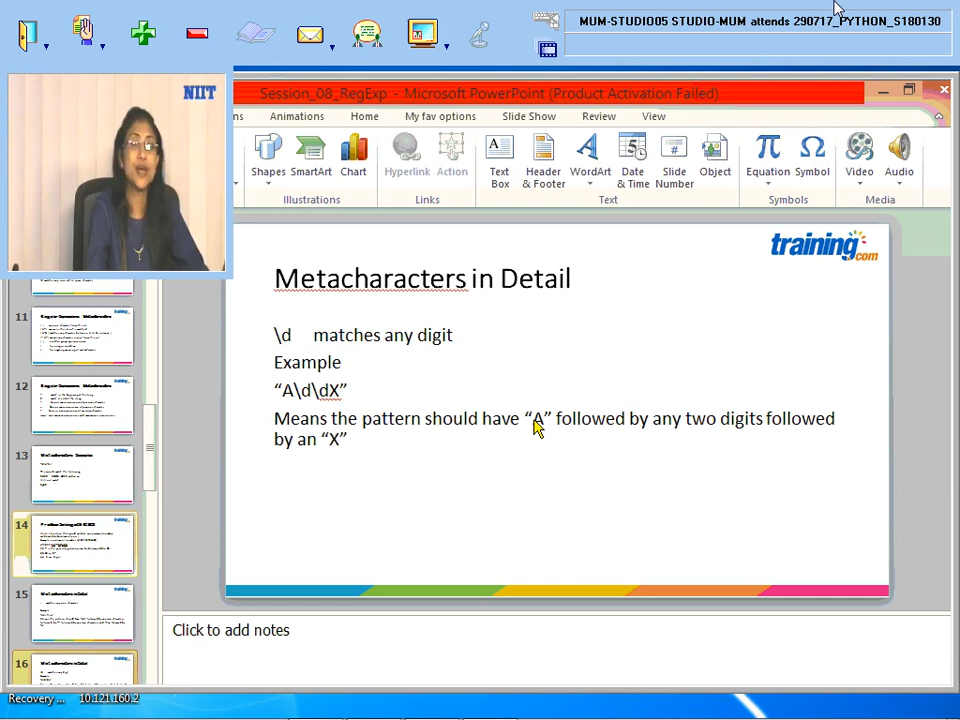 MUM-STUDIO05 STUDIO-MUM attends 290717_PYTHON_S180130
NIIT
Session_08_RegExp - Microsoft PowerPoint (Product Activation Failed)
ns Animations Home My fav options Slide Show Review View
Shapes SmartArt Chart Hyperlink Action Text Box Header & Footer WordArt Date & Time Slide Number Object Equation Symbol Video Audio
Illustrations Links Text Symbols Media
training.com
Metacharacters in Detail
\d matches any digit
Example
“A\d\dX”
Means the pattern should have “A” followed by any two digits followed
by an “X”
11
12
13
14
15
16
Click to add notes
Recovery ... 10.121.160.2